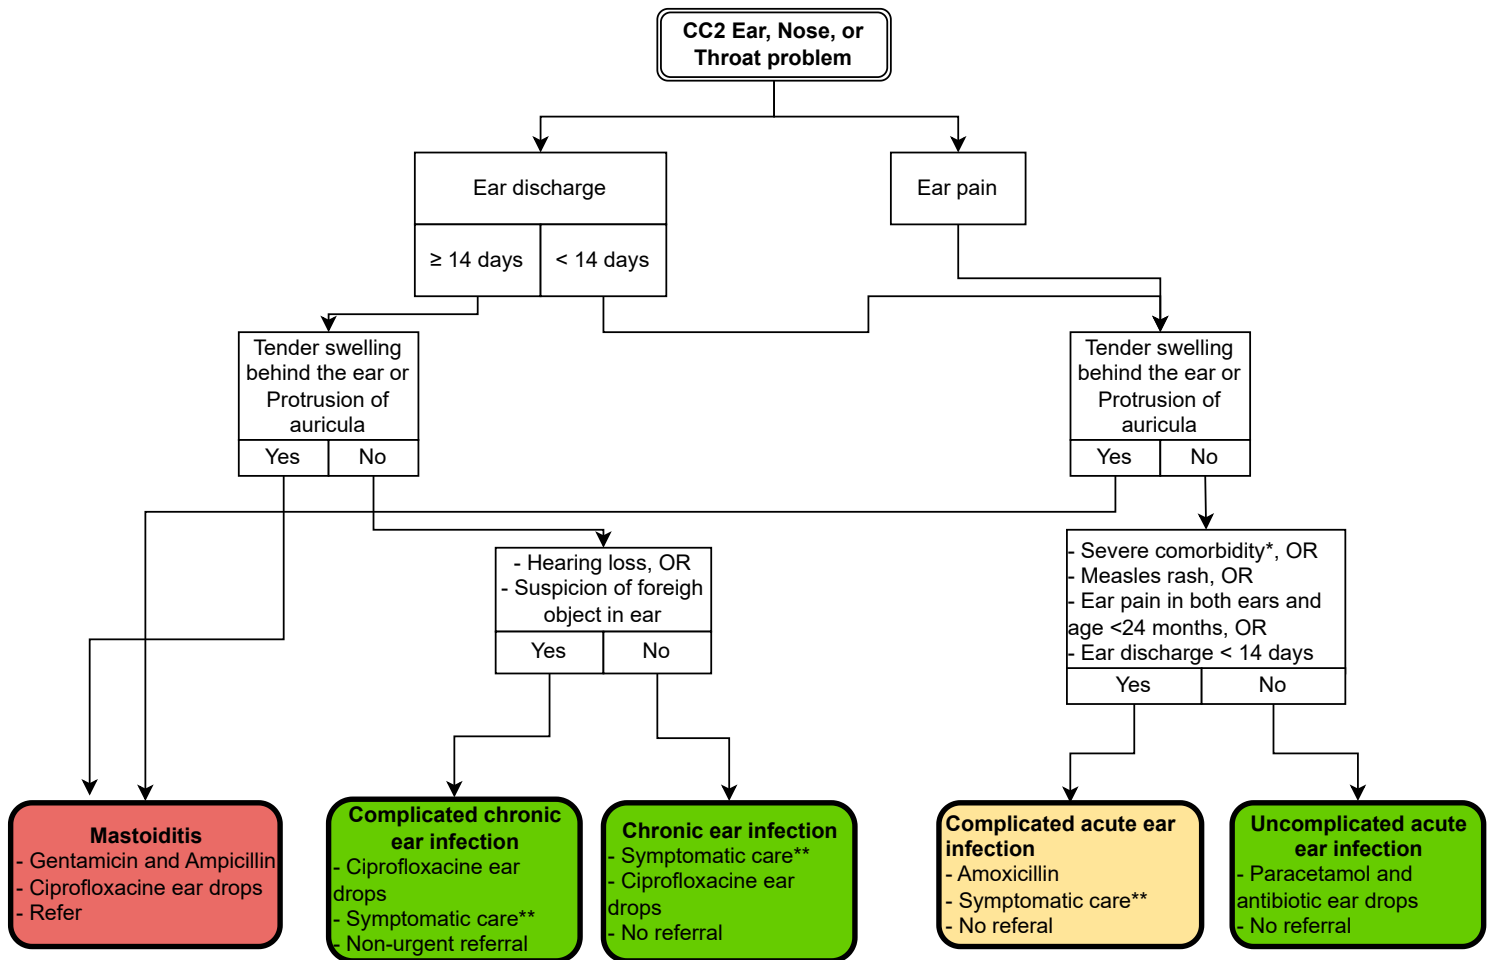 CC2 Ear, Nose, or
Throat problem
Ear discharge
≥ 14 days
< 14 days
Ear pain
Tender swelling
behind the ear or
Protrusion of
auricula
Yes
No
Tender swelling
behind the ear or
Protrusion of
auricula
Yes
No
- Hearing loss, OR
- Suspicion of foreigh
object in ear
Yes
No
- Severe comorbidity*, OR
- Measles rash, OR
- Ear pain in both ears and
age <24 months, OR
- Ear discharge < 14 days
Yes
No
Mastoiditis
- Gentamicin and Ampicillin
- Ciprofloxacine ear drops
- Refer
Complicated chronic
ear infection
- Ciprofloxacine ear
drops
- Symptomatic care**
- Non-urgent referral
Chronic ear infection
- Symptomatic care**
- Ciprofloxacine ear
drops
- No referral
Complicated acute ear
infection
- Amoxicillin
- Symptomatic care**
- No referal
Uncomplicated acute
ear infection
- Paracetamol and
antibiotic ear drops
- No referral